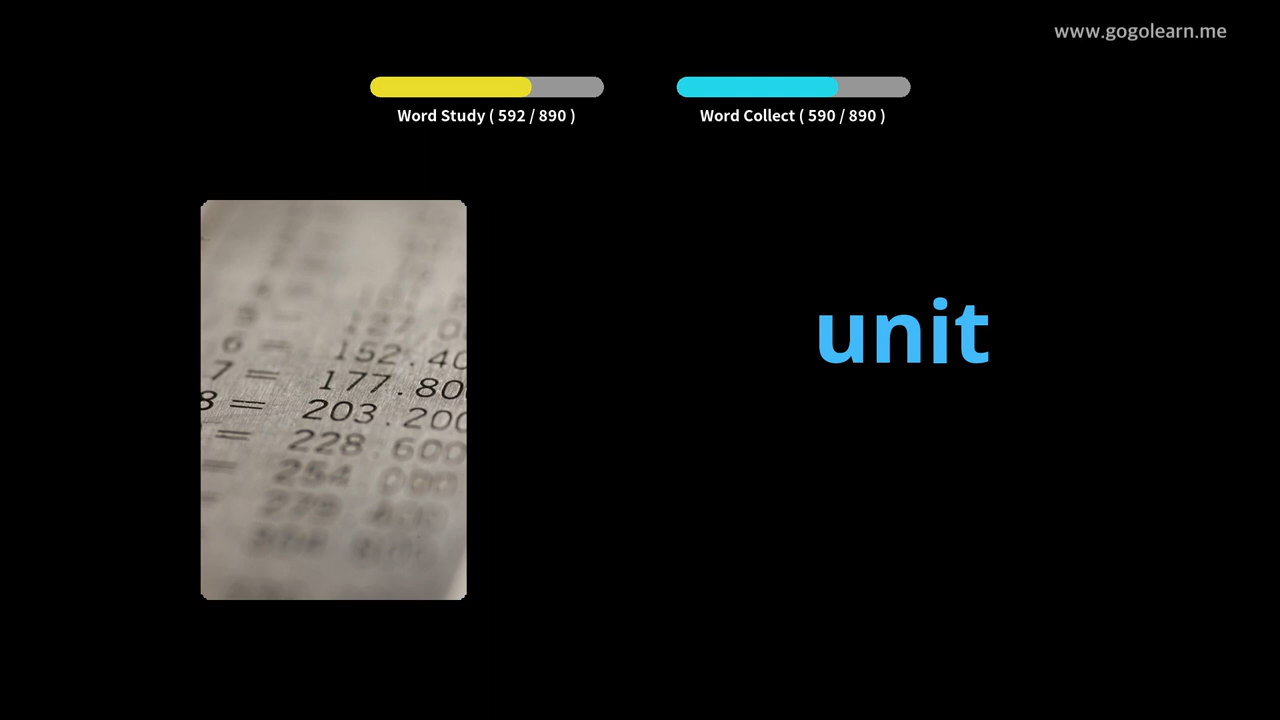 www.gogolearn.me
Word Study ( 592 / 890 )
Word Collect ( 590 / 890 )
unit
6 = 152.40
7 = 177.80
8 = 203.200
= 228.600
= 254 000